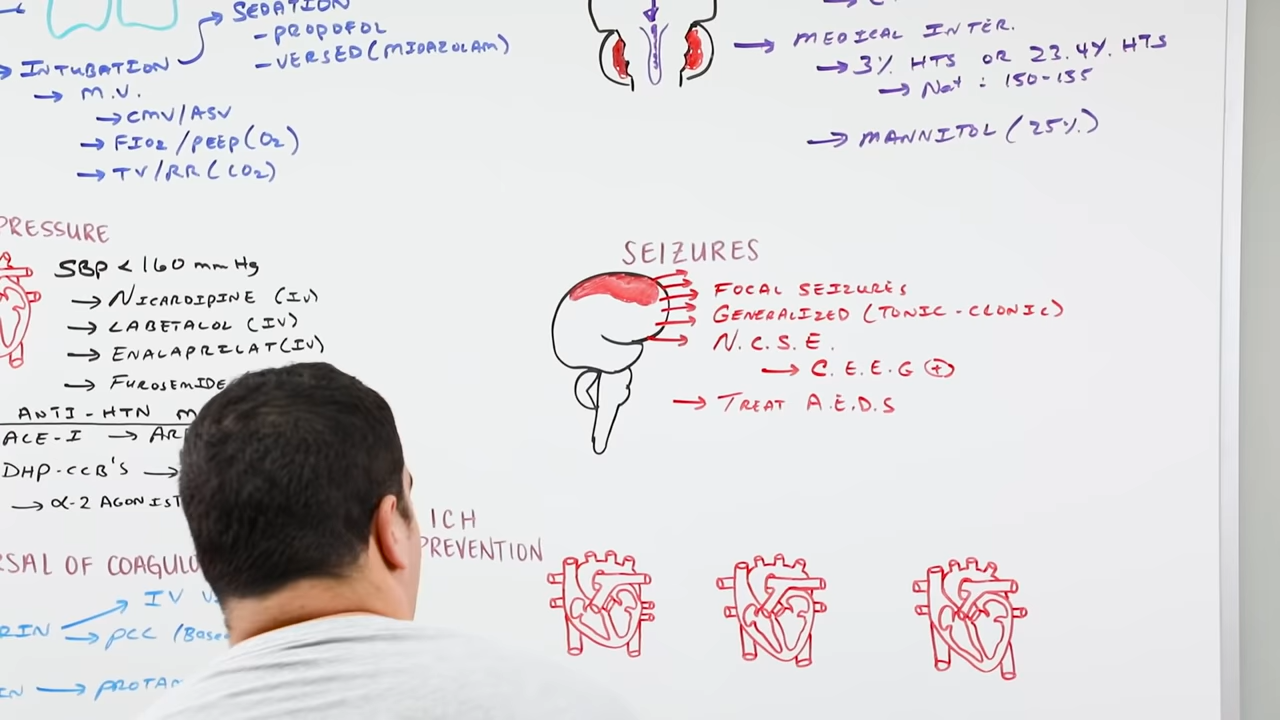 SEDATION
- PROPOFOL
- VERSED (MIDAZOLAM)
→ INTUBATION
→ M.V.
→ CMV/ASV
→ FIO2/PEEP (O2)
→ TV/RR (CO2)
→ MEDICAL INTER.
→ 3% HTS OR 23.4% HTS
→ Na+ : 150-155
→ MANNITOL (25%)
PRESSURE
SBP < 160 mmHg
→ NICARDIPINE (IV)
→ LABETALOL (IV)
→ ENALAPRILAT (IV)
→ FUROSEMIDE
ANTI-HTN M
ACE-I → AR
DHP-CCB'S →
→ α-2 AGONIST
SEIZURES
FOCAL SEIZURES
GENERALIZED (TONIC-CLONIC)
N.C.S.E.
→ C.E.E.G (+)
→ TREAT A.E.D.S
RSAL OF COAGULO
RIN → IV V
→ PCC (Base
IN → PROTAM
ICH
PREVENTION